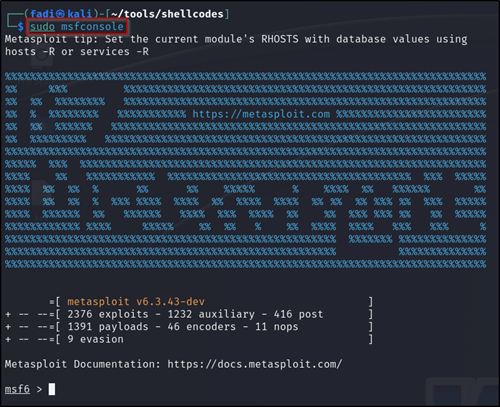 ┌──(fadi㉿kali)-[~/tools/shellcodes]
└─$ sudo msfconsole
Metasploit tip: Set the current module's RHOSTS with database values using
hosts -R or services -R
https://metasploit.com
=[ metasploit v6.3.43-dev ]
+ -- --=[ 2376 exploits - 1232 auxiliary - 416 post ]
+ -- --=[ 1391 payloads - 46 encoders - 11 nops ]
+ -- --=[ 9 evasion ]
Metasploit Documentation: https://docs.metasploit.com/
msf6 >